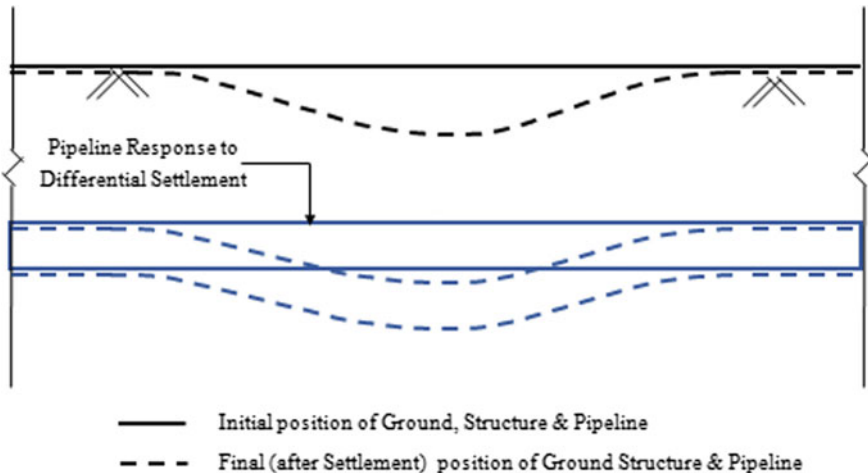 Pipeline Response to
Differential Settlement
Initial position of Ground, Structure & Pipeline
Final (after Settlement) position of Ground Structure & Pipeline